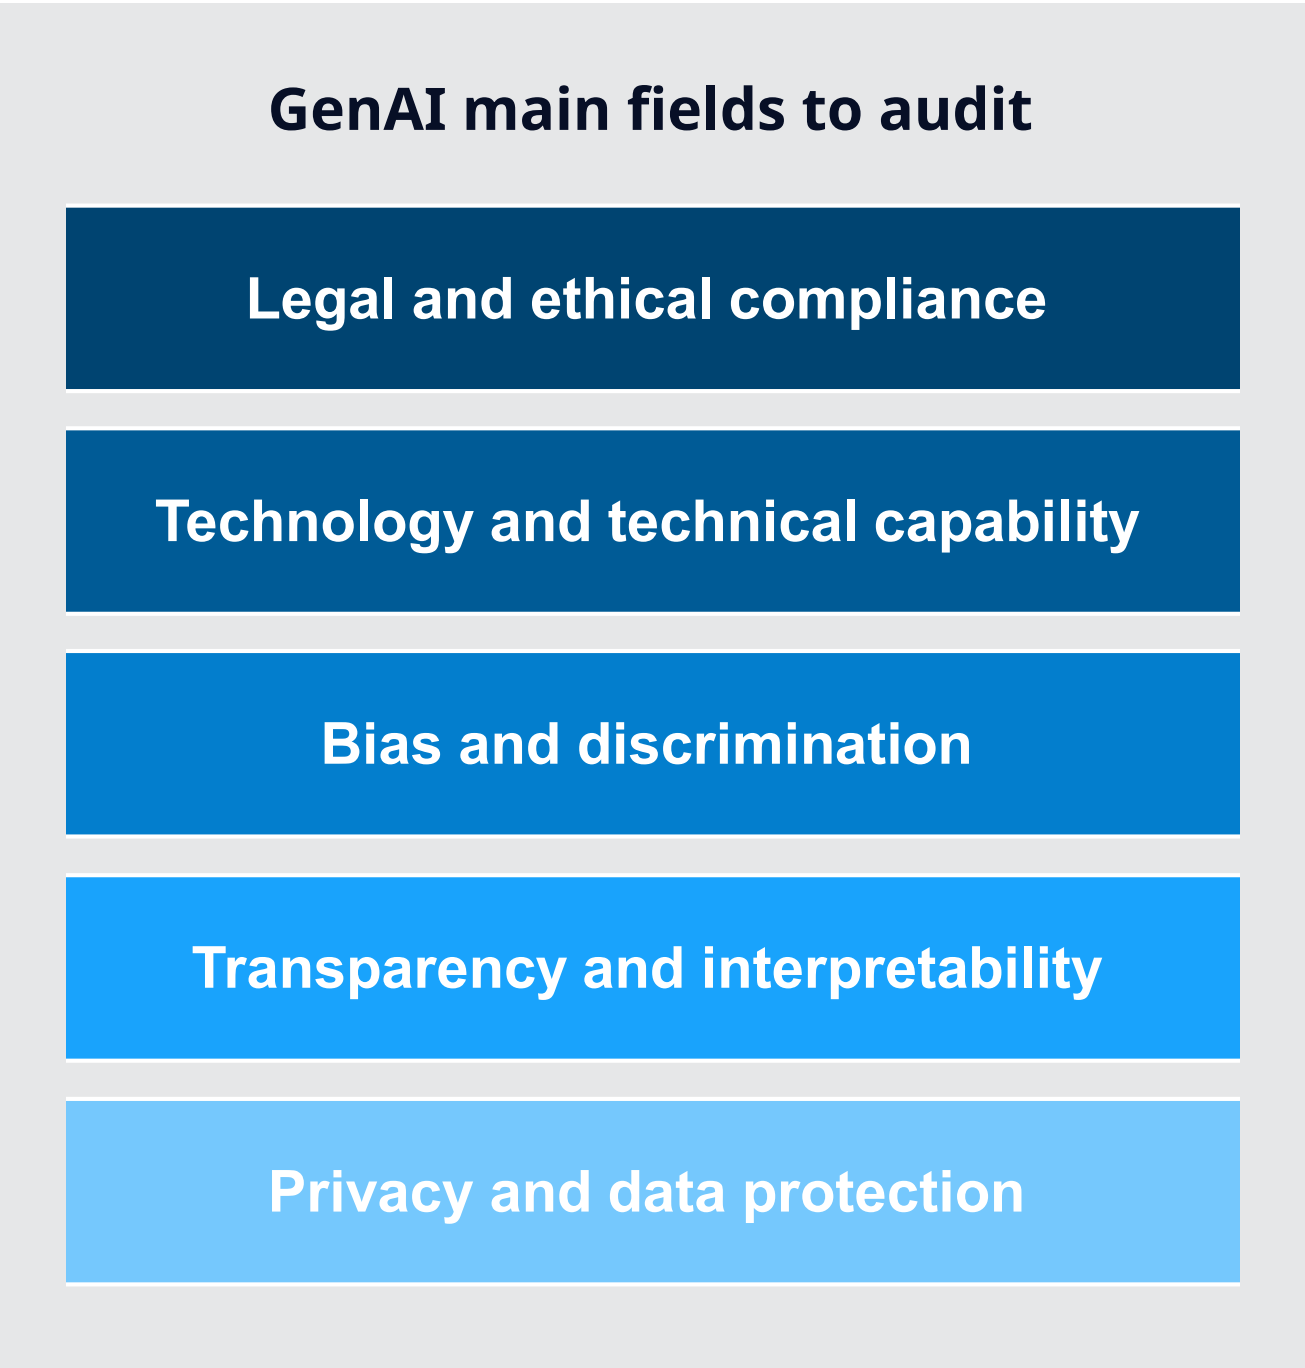 GenAI main fields to audit
Legal and ethical compliance
Technology and technical capability
Bias and discrimination
Transparency and interpretability
Privacy and data protection